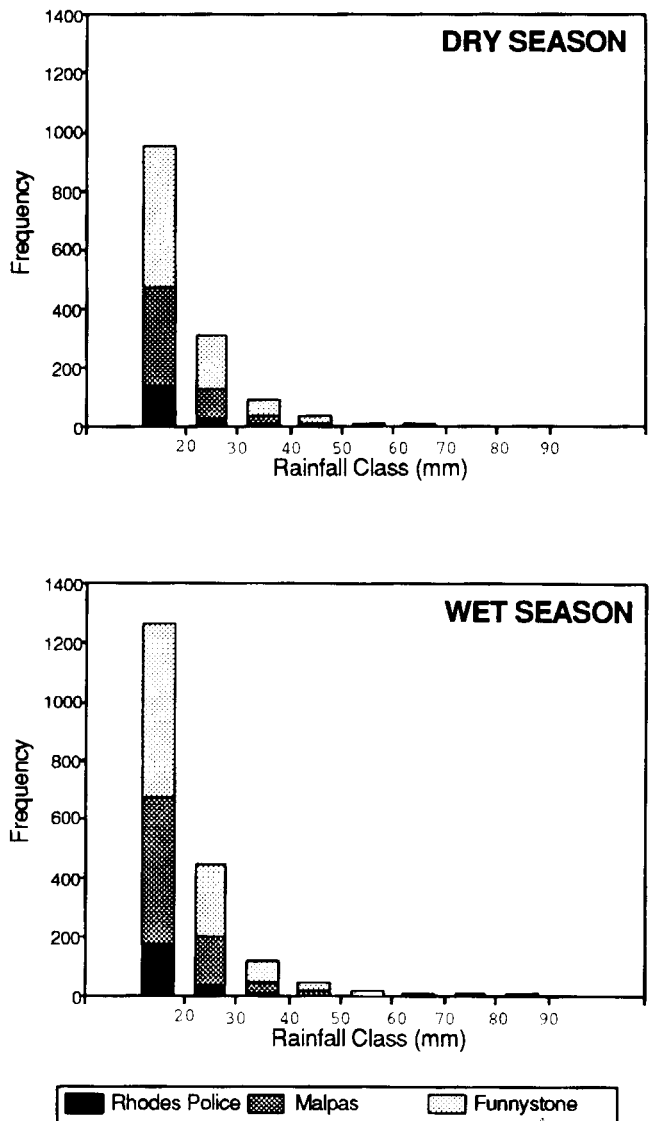 DRY SEASON
1400
1200
1000
800
600
400
200
0
Frequency
20 30 40 50 60 70 80 90
Rainfall Class (mm)
WET SEASON
1400
1200
1000
800
600
400
200
0
Frequency
20 30 40 50 60 70 80 90
Rainfall Class (mm)
Rhodes Police Malpas Funnystone